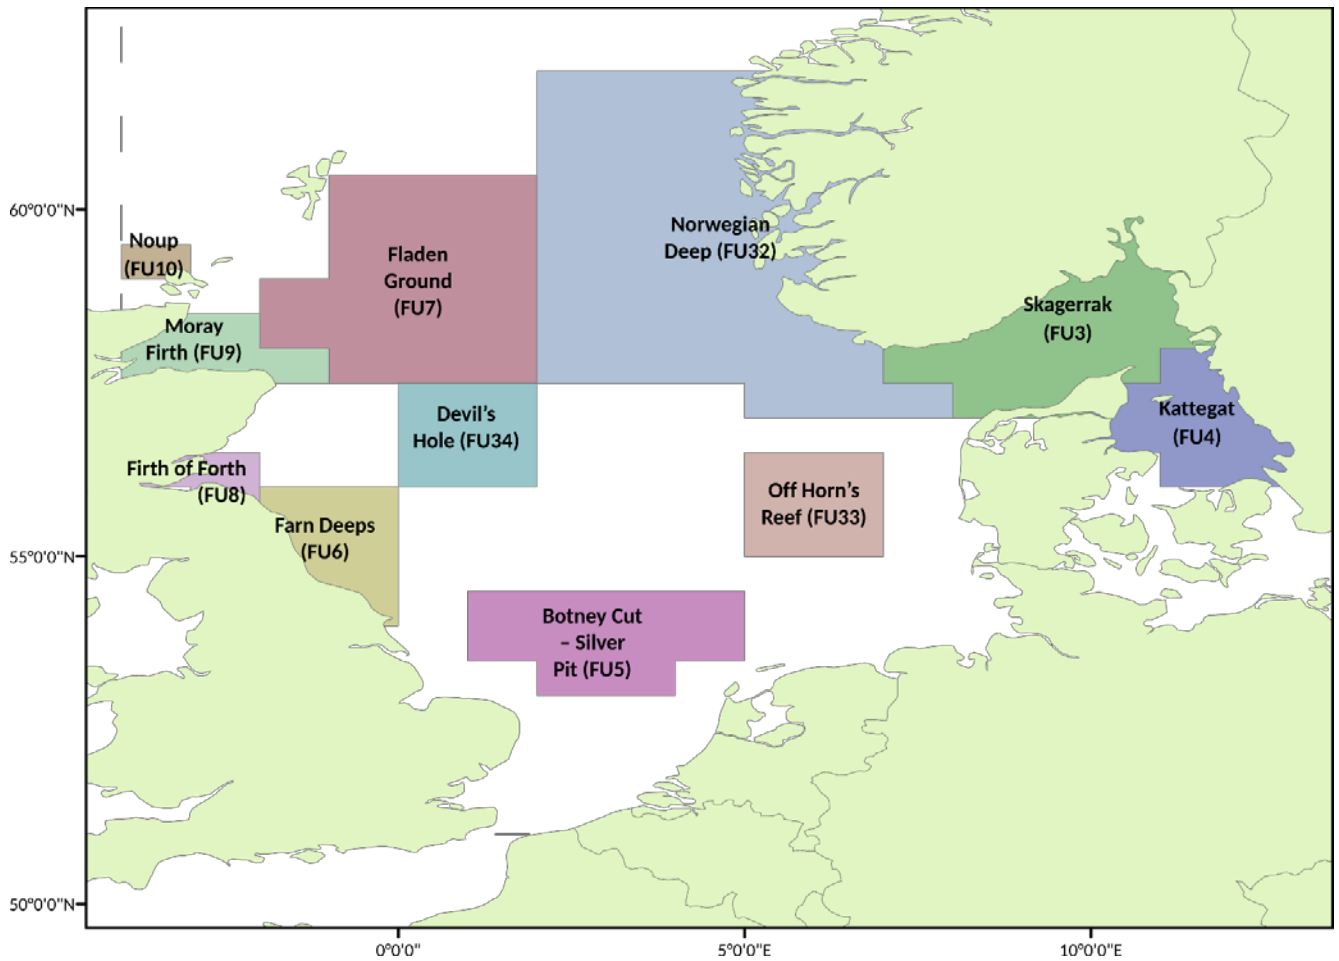 60°0'0"N
Noup
(FU10)
Fladen
Ground
(FU7)
Norwegian
Deep (FU32)
Skagerrak
(FU3)
Moray
Firth (FU9)
Devil's
Hole (FU34)
Kattegat
(FU4)
Firth of Forth
(FU8)
Farn Deeps
(FU6)
Off Horn's
Reef (FU33)
55°0'0"N
Botney Cut
– Silver
Pit (FU5)
50°0'0"N
0°0'0"
5°0'0"E
10°0'0"E